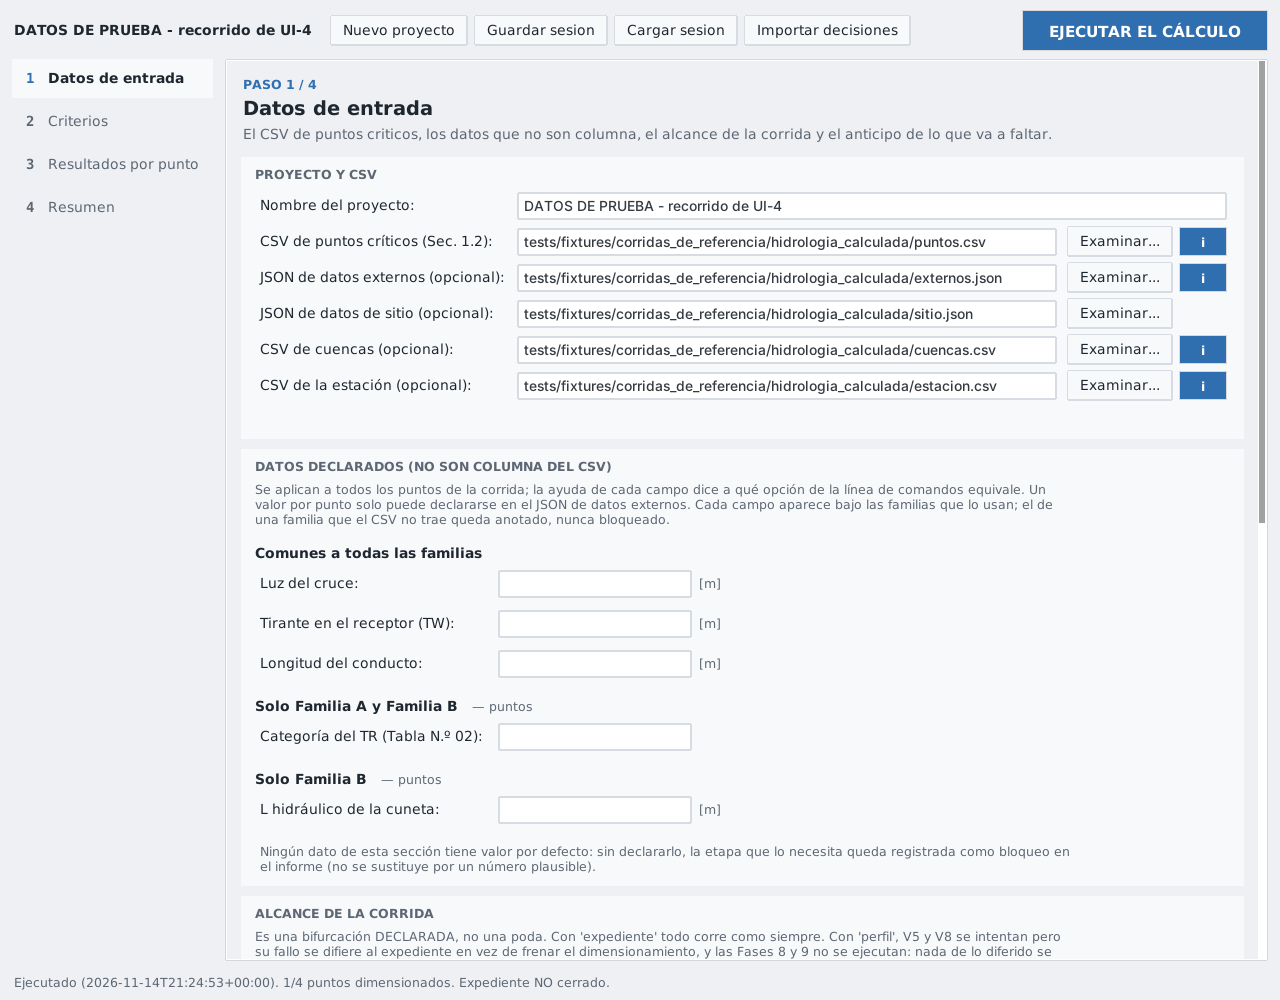 DATOS DE PRUEBA - recorrido de UI-4
Nuevo proyecto
Guardar sesion
Cargar sesion
Importar decisiones
EJECUTAR EL CÁLCULO
1 Datos de entrada
2 Criterios
3 Resultados por punto
4 Resumen
PASO 1 / 4
Datos de entrada
El CSV de puntos criticos, los datos que no son columna, el alcance de la corrida y el anticipo de lo que va a faltar.
PROYECTO Y CSV
Nombre del proyecto: DATOS DE PRUEBA - recorrido de UI-4
CSV de puntos críticos (Sec. 1.2): tests/fixtures/corridas_de_referencia/hidrologia_calculada/puntos.csv Examinar... i
JSON de datos externos (opcional): tests/fixtures/corridas_de_referencia/hidrologia_calculada/externos.json Examinar... i
JSON de datos de sitio (opcional): tests/fixtures/corridas_de_referencia/hidrologia_calculada/sitio.json Examinar...
CSV de cuencas (opcional): tests/fixtures/corridas_de_referencia/hidrologia_calculada/cuencas.csv Examinar... i
CSV de la estación (opcional): tests/fixtures/corridas_de_referencia/hidrologia_calculada/estacion.csv Examinar... i
DATOS DECLARADOS (NO SON COLUMNA DEL CSV)
Se aplican a todos los puntos de la corrida; la ayuda de cada campo dice a qué opción de la línea de comandos equivale. Un
valor por punto solo puede declararse en el JSON de datos externos. Cada campo aparece bajo las familias que lo usan; el de
una familia que el CSV no trae queda anotado, nunca bloqueado.
Comunes a todas las familias
Luz del cruce: [m]
Tirante en el receptor (TW): [m]
Longitud del conducto: [m]
Solo Familia A y Familia B — puntos
Categoría del TR (Tabla N.º 02):
Solo Familia B — puntos
L hidráulico de la cuneta: [m]
Ningún dato de esta sección tiene valor por defecto: sin declararlo, la etapa que lo necesita queda registrada como bloqueo en
el informe (no se sustituye por un número plausible).
ALCANCE DE LA CORRIDA
Es una bifurcación DECLARADA, no una poda. Con 'expediente' todo corre como siempre. Con 'perfil', V5 y V8 se intentan pero
su fallo se difiere al expediente en vez de frenar el dimensionamiento, y las Fases 8 y 9 no se ejecutan: nada de lo diferido se
Ejecutado (2026-11-14T21:24:53+00:00). 1/4 puntos dimensionados. Expediente NO cerrado.